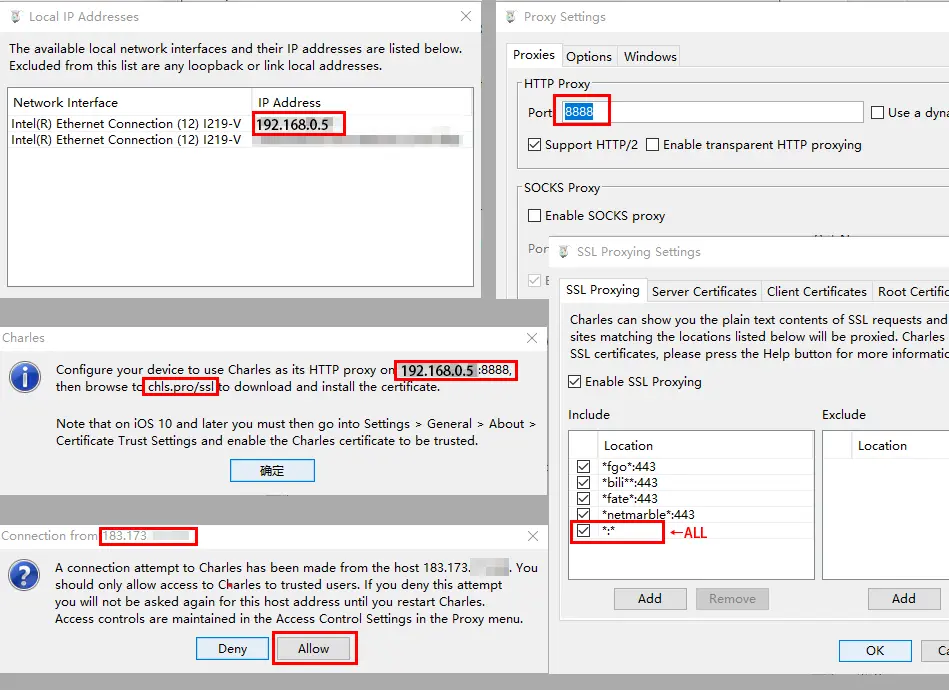 Local IP Addresses
The available local network interfaces and their IP addresses are listed below.
Excluded from this list are any loopback or link local addresses.
Network Interface IP Address
Intel(R) Ethernet Connection (12) I219-V 192.168.0.5
Intel(R) Ethernet Connection (12) I219-V
Proxy Settings
Proxies Options Windows
HTTP Proxy
Port 8888 Use a dyna
Support HTTP/2 Enable transparent HTTP proxying
SOCKS Proxy
Enable SOCKS proxy
Por
SSL Proxying Settings
SSL Proxying Server Certificates Client Certificates Root Certific
Charles can show you the plain text contents of SSL requests and
sites matching the locations listed below will be proxied. Charles
SSL certificates, please press the Help button for more informatio
Enable SSL Proxying
Include Exclude
Location Location
*fgo*:443
*bili**:443
*fate*:443
*netmarble*:443
*:* ←ALL
Add Remove Add
OK Ca
Charles
Configure your device to use Charles as its HTTP proxy on 192.168.0.5 :8888,
then browse to chls.pro/ssl to download and install the certificate.
Note that on iOS 10 and later you must then go into Settings > General > About >
Certificate Trust Settings and enable the Charles certificate to be trusted.
确定
Connection from 183.173
A connection attempt to Charles has been made from the host 183.173. . You
should only allow access to Charles to trusted users. If you deny this attempt
you will not be asked again for this host address until you restart Charles.
Access controls are maintained in the Access Control Settings in the Proxy menu.
Deny Allow